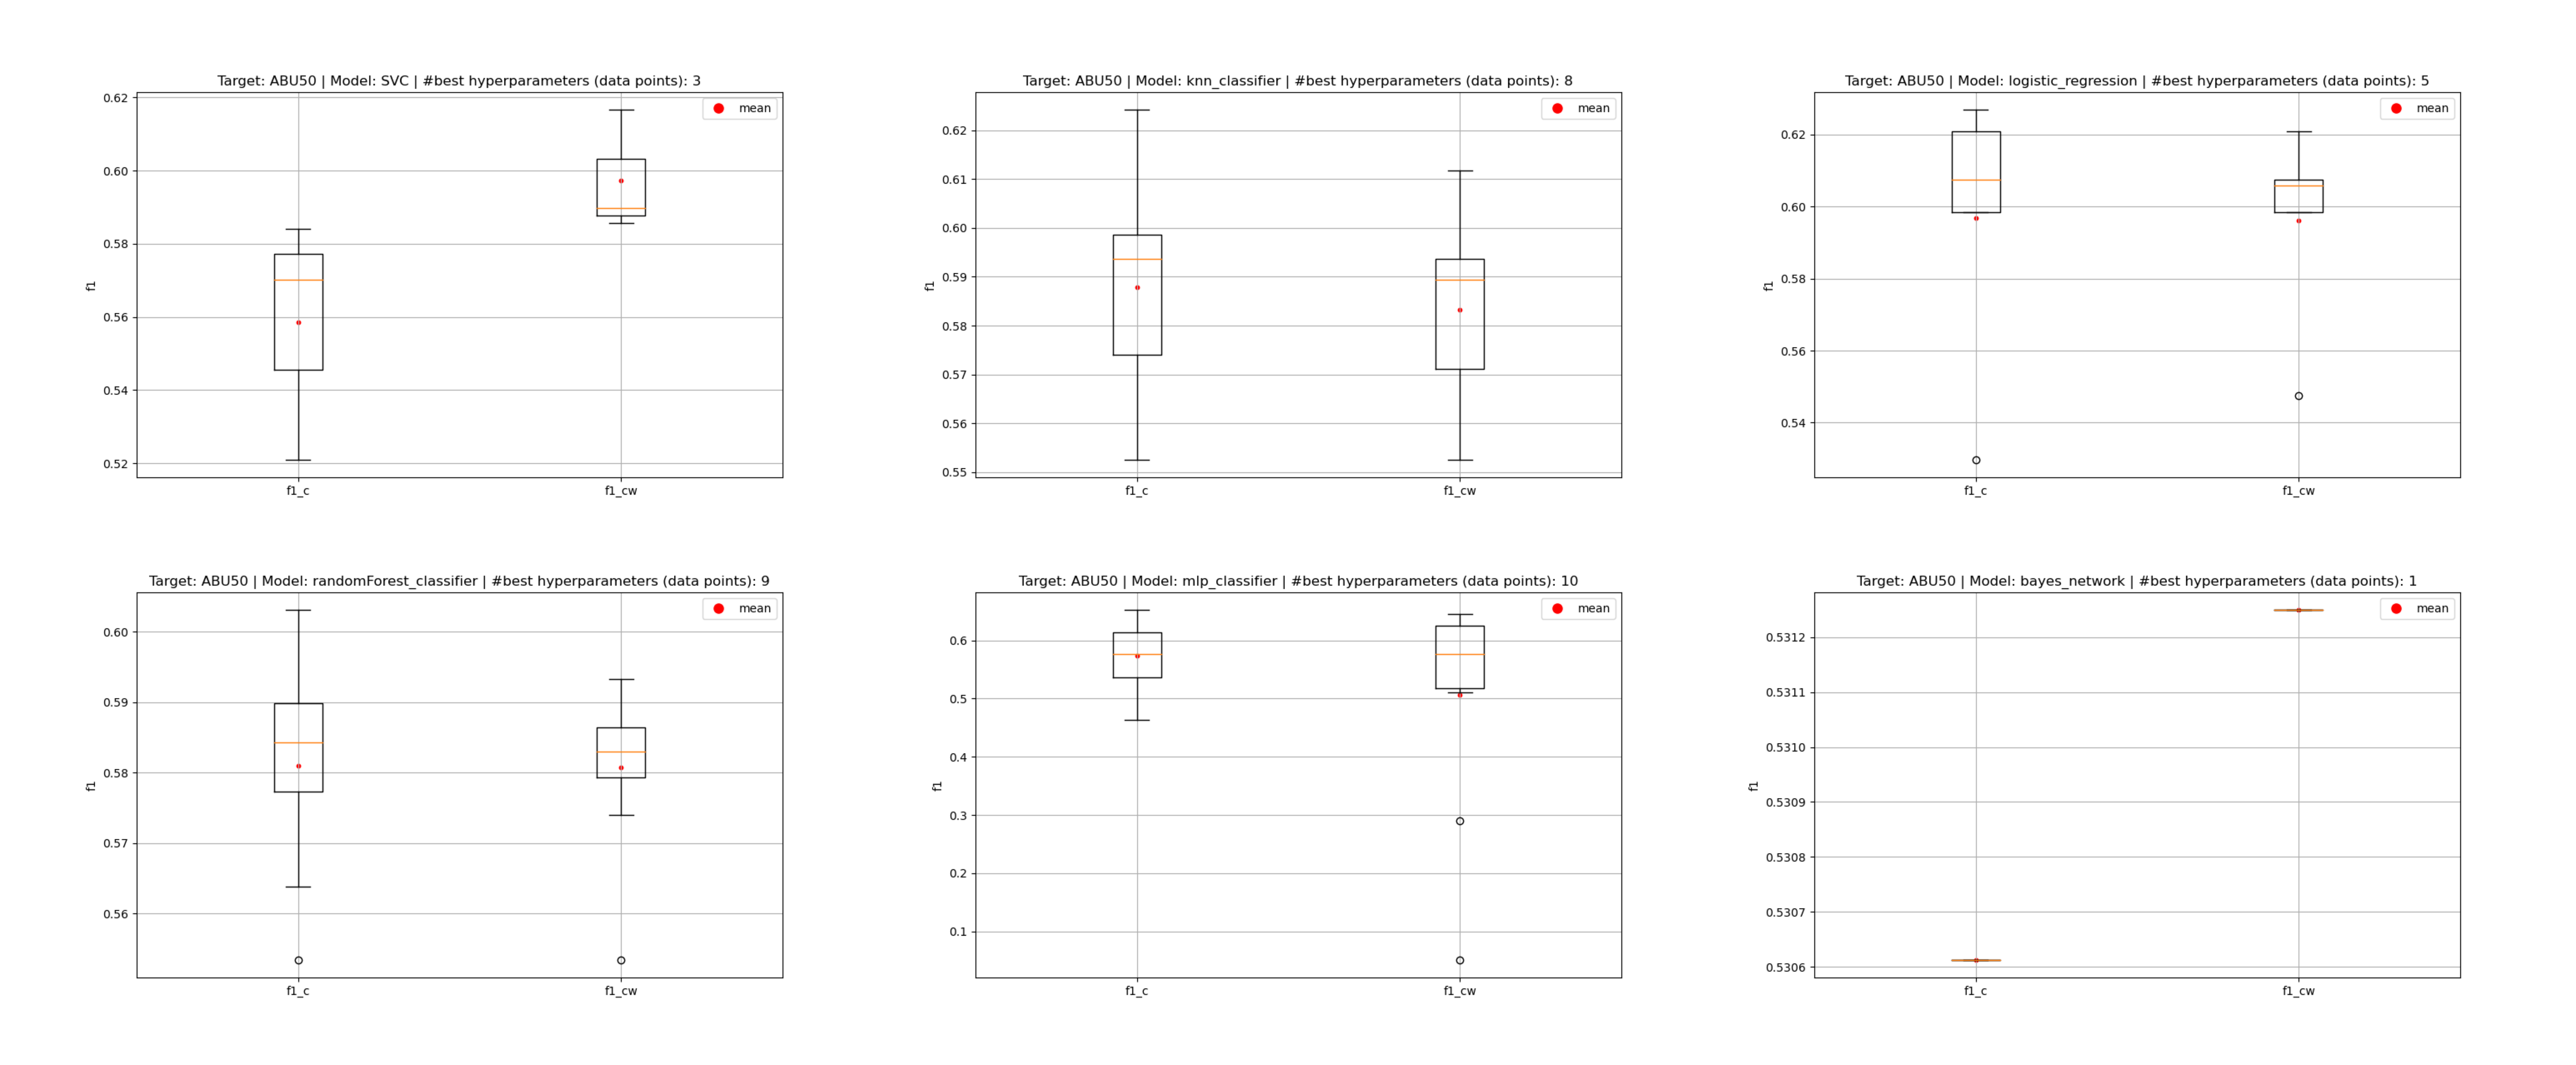 Target: ABU50 | Model: SVC | #best hyperparameters (data points): 3
mean
0.62
0.60
0.58
0.56
0.54
0.52
f1
f1_c
f1_cw
Target: ABU50 | Model: knn_classifier | #best hyperparameters (data points): 8
mean
0.62
0.61
0.60
0.59
0.58
0.57
0.56
0.55
f1
f1_c
f1_cw
Target: ABU50 | Model: logistic_regression | #best hyperparameters (data points): 5
mean
0.62
0.60
0.58
0.56
0.54
f1
f1_c
f1_cw
Target: ABU50 | Model: randomForest_classifier | #best hyperparameters (data points): 9
mean
0.60
0.59
0.58
0.57
0.56
f1
f1_c
f1_cw
Target: ABU50 | Model: mlp_classifier | #best hyperparameters (data points): 10
mean
0.6
0.5
0.4
0.3
0.2
0.1
f1
f1_c
f1_cw
Target: ABU50 | Model: bayes_network | #best hyperparameters (data points): 1
mean
0.5312
0.5311
0.5310
0.5309
0.5308
0.5307
0.5306
f1
f1_c
f1_cw